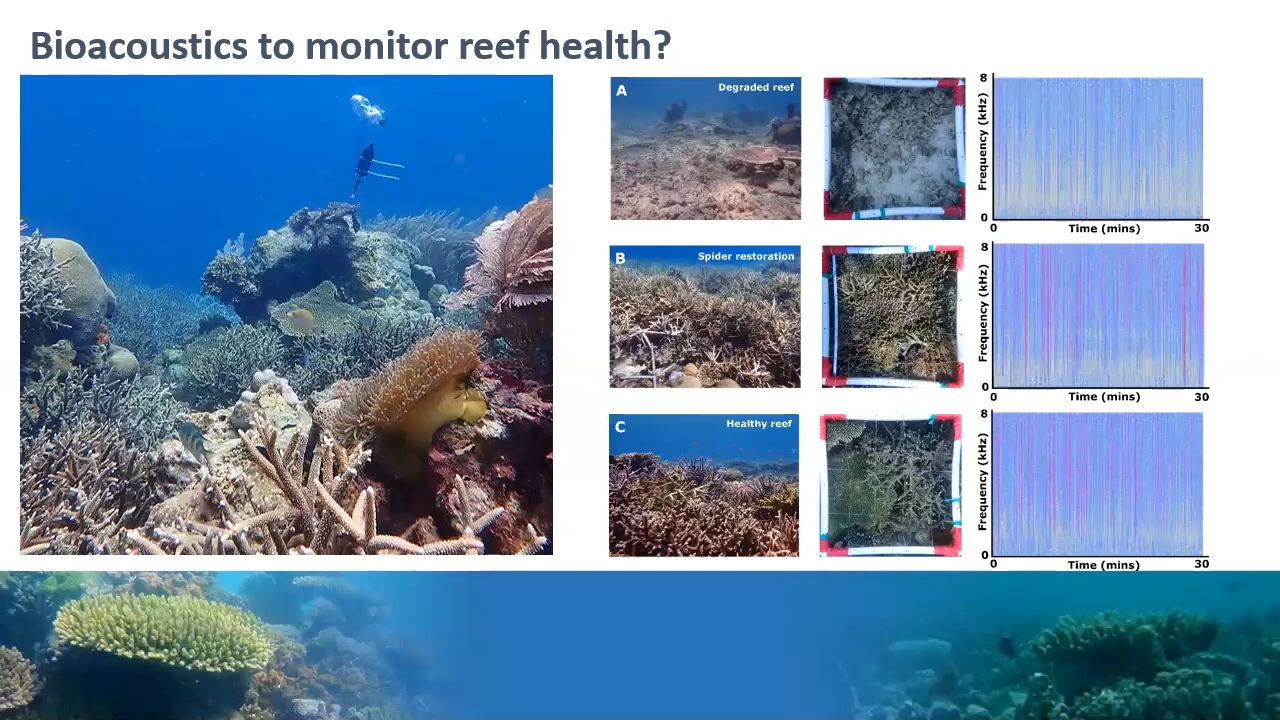 Bioacoustics to monitor reef health?
A
Degraded reef
8
Frequency (kHz)
0
0
Time (mins)
30
B
Spider restoration
8
Frequency (kHz)
0
0
Time (mins)
30
C
Healthy reef
8
Frequency (kHz)
0
0
Time (mins)
30